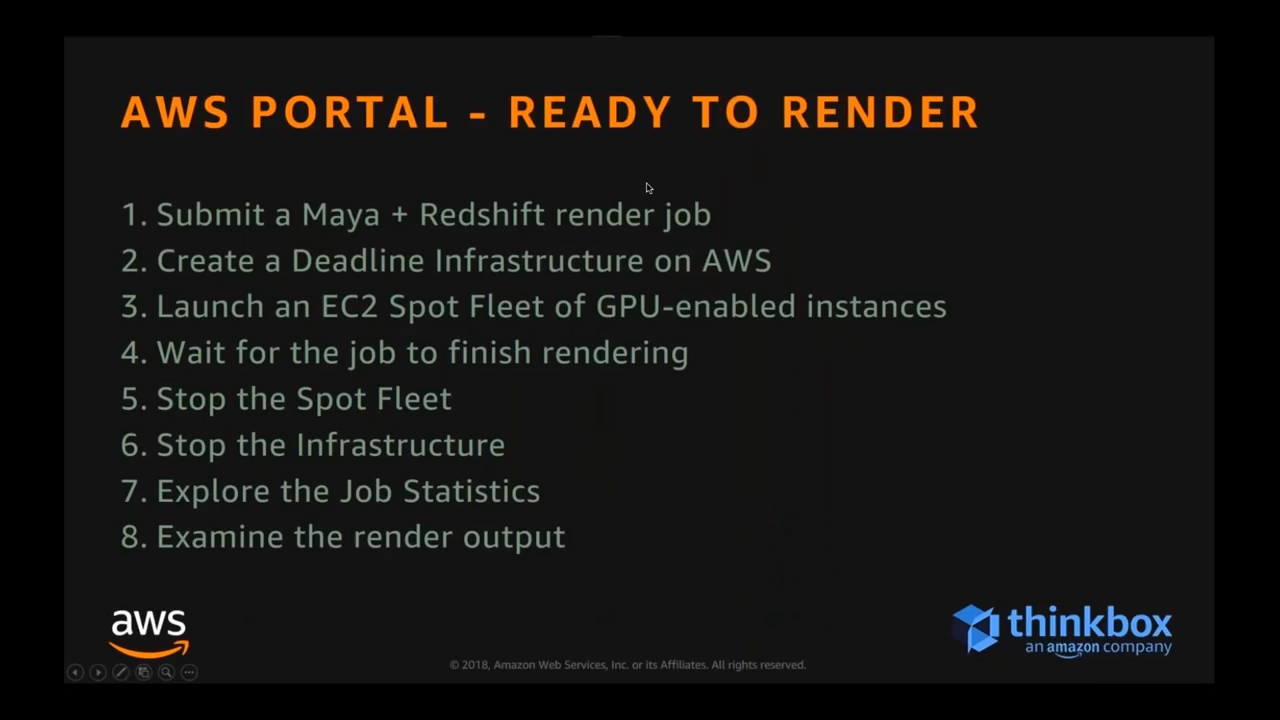 AWS PORTAL - READY TO RENDER
1. Submit a Maya + Redshift render job
2. Create a Deadline Infrastructure on AWS
3. Launch an EC2 Spot Fleet of GPU-enabled instances
4. Wait for the job to finish rendering
5. Stop the Spot Fleet
6. Stop the Infrastructure
7. Explore the Job Statistics
8. Examine the render output
aws
thinkbox
an amazon company
© 2018, Amazon Web Services, Inc. or its Affiliates. All rights reserved.